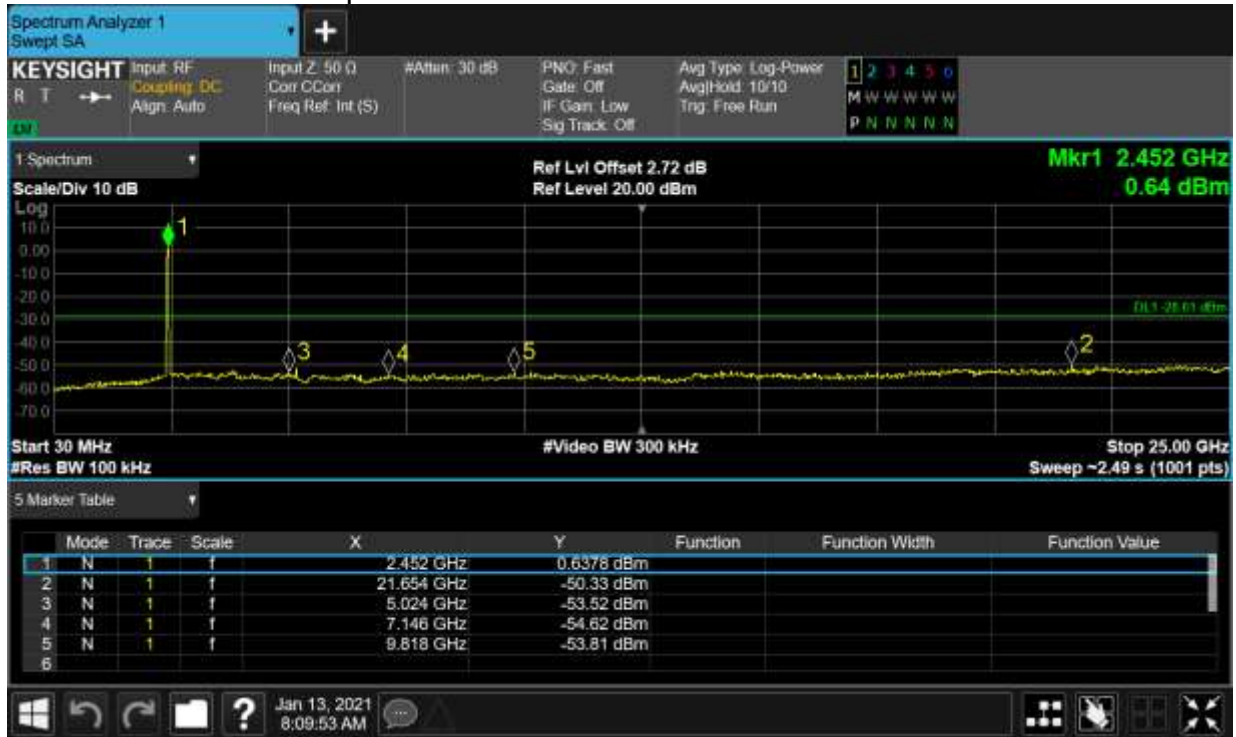 Spectrum Analyzer 1
Swept SA
+
KEYSIGHT Input: RF Input Z: 50 Ω #Atten: 30 dB PNO: Fast Avg Type: Log-Power 1 2 3 4 5 6
R T Coupling: DC Corr CCorr Gate: Off Avg|Hold: 10/10 M W W W W W
Align: Auto Freq Ref: Int (S) IF Gain: Low Trig: Free Run
Sig Track: Off P N N N N N
1 Spectrum Ref Lvl Offset 2.72 dB Mkr1 2.452 GHz
Scale/Div 10 dB Ref Level 20.00 dBm 0.64 dBm
Log
10.0 1
0.00
-10.0
-20.0
DL1 -28.61 dBm
-30.0
-40.0 3 4 5 2
-50.0
-60.0
-70.0
Start 30 MHz #Video BW 300 kHz Stop 25.00 GHz
#Res BW 100 kHz Sweep ~2.49 s (1001 pts)
5 Marker Table
Mode Trace Scale X Y Function Function Width Function Value
1 N 1 f 2.452 GHz 0.6378 dBm
2 N 1 f 21.654 GHz -50.33 dBm
3 N 1 f 5.024 GHz -53.52 dBm
4 N 1 f 7.146 GHz -54.62 dBm
5 N 1 f 9.818 GHz -53.81 dBm
6
? Jan 13, 2021
8:09:53 AM